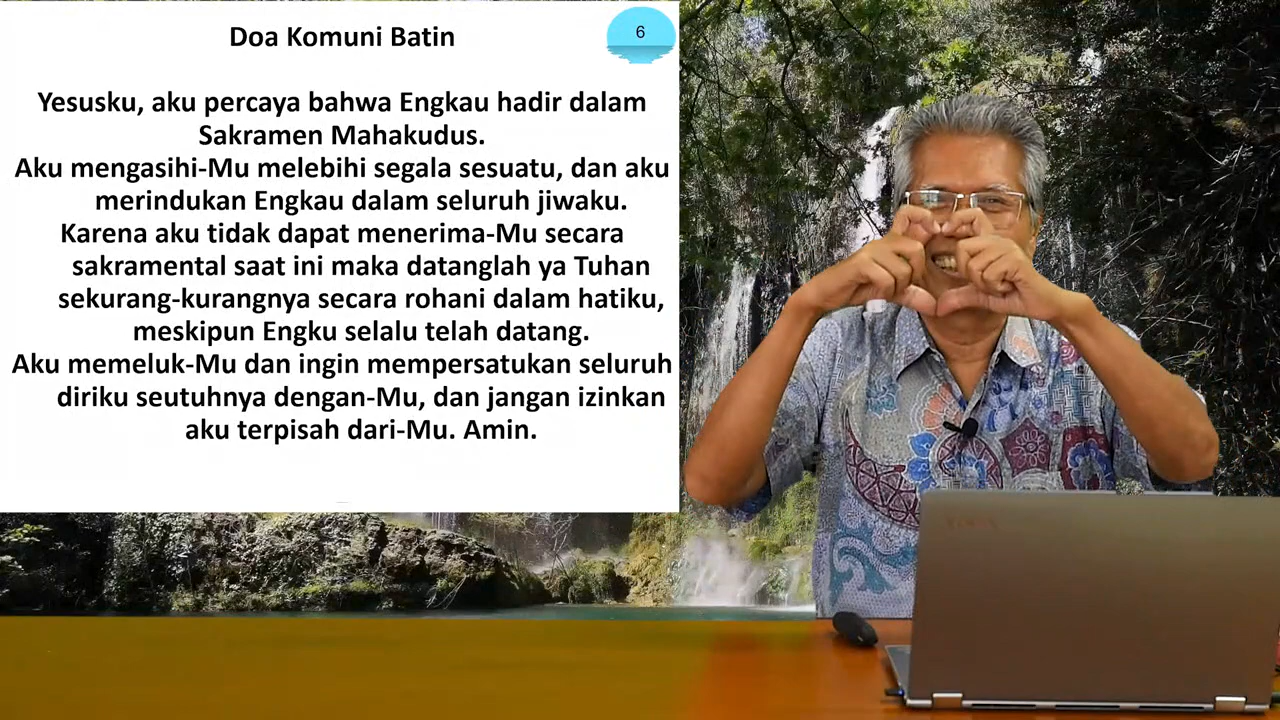 Doa Komuni Batin
6
Yesusku, aku percaya bahwa Engkau hadir dalam
Sakramen Mahakudus.
Aku mengasihi-Mu melebihi segala sesuatu, dan aku
merindukan Engkau dalam seluruh jiwaku.
Karena aku tidak dapat menerima-Mu secara
sakramental saat ini maka datanglah ya Tuhan
sekurang-kurangnya secara rohani dalam hatiku,
meskipun Engku selalu telah datang.
Aku memeluk-Mu dan ingin mempersatukan seluruh
diriku seutuhnya dengan-Mu, dan jangan izinkan
aku terpisah dari-Mu. Amin.